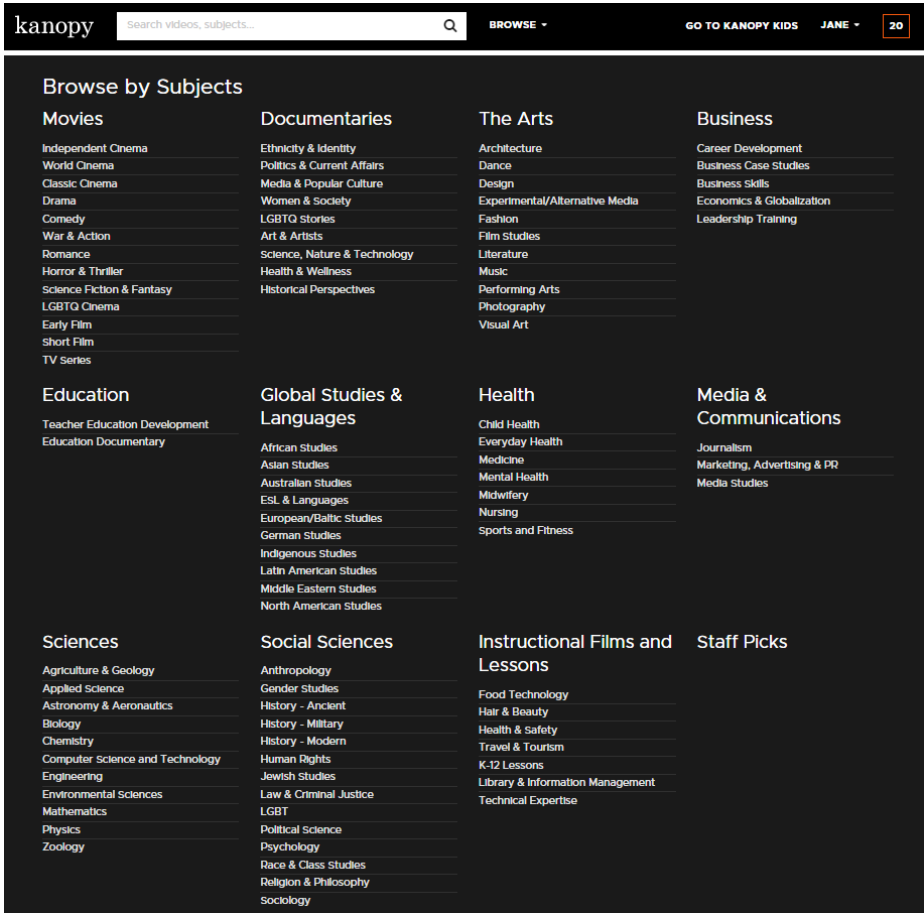 kanopy
Search videos, subjects...
BROWSE
GO TO KANOPY KIDS
JANE
20
Browse by Subjects
Movies
Independent Cinema
World Cinema
Classic Cinema
Drama
Comedy
War & Action
Romance
Horror & Thriller
Science Fiction & Fantasy
LGBTQ Cinema
Early Film
Short Film
TV Series
Documentaries
Ethnicity & Identity
Politics & Current Affairs
Media & Popular Culture
Women & Society
LGBTQ Stories
Art & Artists
Science, Nature & Technology
Health & Wellness
Historical Perspectives
The Arts
Architecture
Dance
Design
Experimental/Alternative Media
Fashion
Film Studies
Literature
Music
Performing Arts
Photography
Visual Art
Business
Career Development
Business Case Studies
Business Skills
Economics & Globalization
Leadership Training
Education
Teacher Education Development
Education Documentary
Global Studies &
Languages
African Studies
Asian Studies
Australian Studies
ESL & Languages
European/Baltic Studies
German Studies
Indigenous Studies
Latin American Studies
Middle Eastern Studies
North American Studies
Health
Child Health
Everyday Health
Medicine
Mental Health
Midwifery
Nursing
Sports and Fitness
Media &
Communications
Journalism
Marketing, Advertising & PR
Media Studies
Sciences
Agriculture & Geology
Applied Science
Astronomy & Aeronautics
Biology
Chemistry
Computer Science and Technology
Engineering
Environmental Sciences
Mathematics
Physics
Zoology
Social Sciences
Anthropology
Gender Studies
History - Ancient
History - Military
History - Modern
Human Rights
Jewish Studies
Law & Criminal Justice
LGBT
Political Science
Psychology
Race & Class Studies
Religion & Philosophy
Sociology
Instructional Films and
Lessons
Food Technology
Hair & Beauty
Health & Safety
Travel & Tourism
K-12 Lessons
Library & Information Management
Technical Expertise
Staff Picks